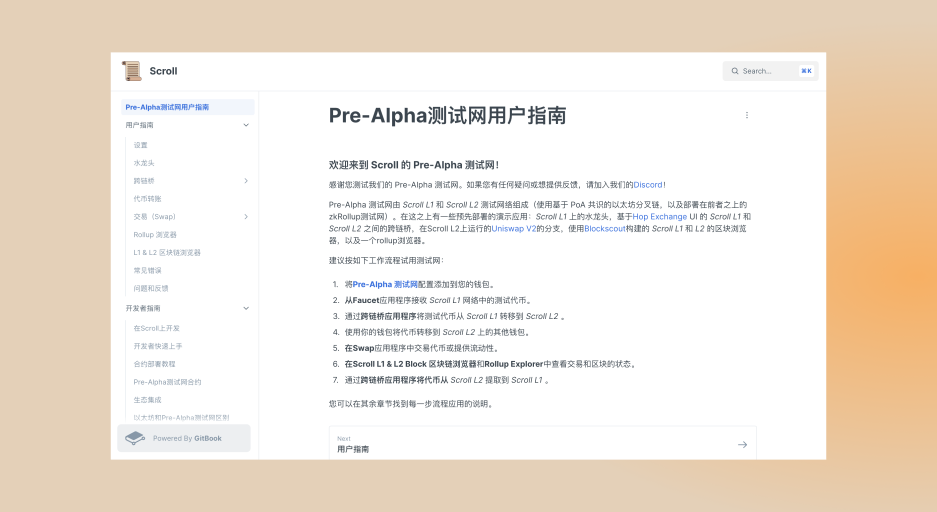 Scroll
Search...
⌘K
Pre-Alpha测试网用户指南
用户指南
设置
水龙头
跨链桥
代币转账
交易（Swap）
Rollup 浏览器
L1 & L2 区块链浏览器
常见错误
问题和反馈
开发者指南
在Scroll上开发
开发者快速上手
合约部署教程
Pre-Alpha测试网合约
生态集成
以太坊和Pre-Alpha测试网区别
Powered By GitBook
Pre-Alpha测试网用户指南
欢迎来到 Scroll 的 Pre-Alpha 测试网！
感谢您测试我们的 Pre-Alpha 测试网。如果您有任何疑问或想提供反馈，请加入我们的Discord！
Pre-Alpha 测试网由 Scroll L1 和 Scroll L2 测试网络组成（使用基于 PoA 共识的以太坊分叉链，以及部署在前者之上的
zkRollup测试网）。在这之上有一些预先部署的演示应用：Scroll L1 上的水龙头，基于Hop Exchange UI 的 Scroll L1 和
Scroll L2 之间的跨链桥，在Scroll L2上运行的Uniswap V2的分支，使用Blockscout构建的 Scroll L1 和 L2 的区块浏览
器，以及一个rollup浏览器。
建议按如下工作流程试用测试网：
1. 将Pre-Alpha 测试网配置添加到您的钱包。
2. 从Faucet应用程序接收 Scroll L1 网络中的测试代币。
3. 通过跨链桥应用程序将测试代币从 Scroll L1 转移到 Scroll L2 。
4. 使用你的钱包将代币转移到 Scroll L2 上的其他钱包。
5. 在Swap应用程序中交易代币或提供流动性。
6. 在Scroll L1 & L2 Block 区块链浏览器和Rollup Explorer中查看交易和区块的状态。
7. 通过跨链桥应用程序将代币从 Scroll L2 提取到 Scroll L1 。
您可以在其余章节找到每一步流程应用的说明。
Next
用户指南